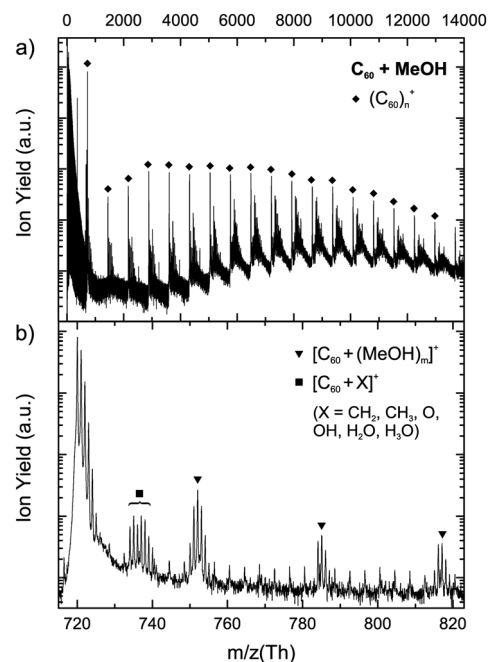 0 2000 4000 6000 8000 10000 12000 14000
a)
C₆₀ + MeOH
◆ (C₆₀)ₙ⁺
Ion Yield (a.u.)
b)
▼ [C₆₀ + (MeOH)ₘ]⁺
■ [C₆₀ + X]⁺
(X = CH₂, CH₃, O,
OH, H₂O, H₃O)
Ion Yield (a.u.)
720 740 760 780 800 820
m/z(Th)